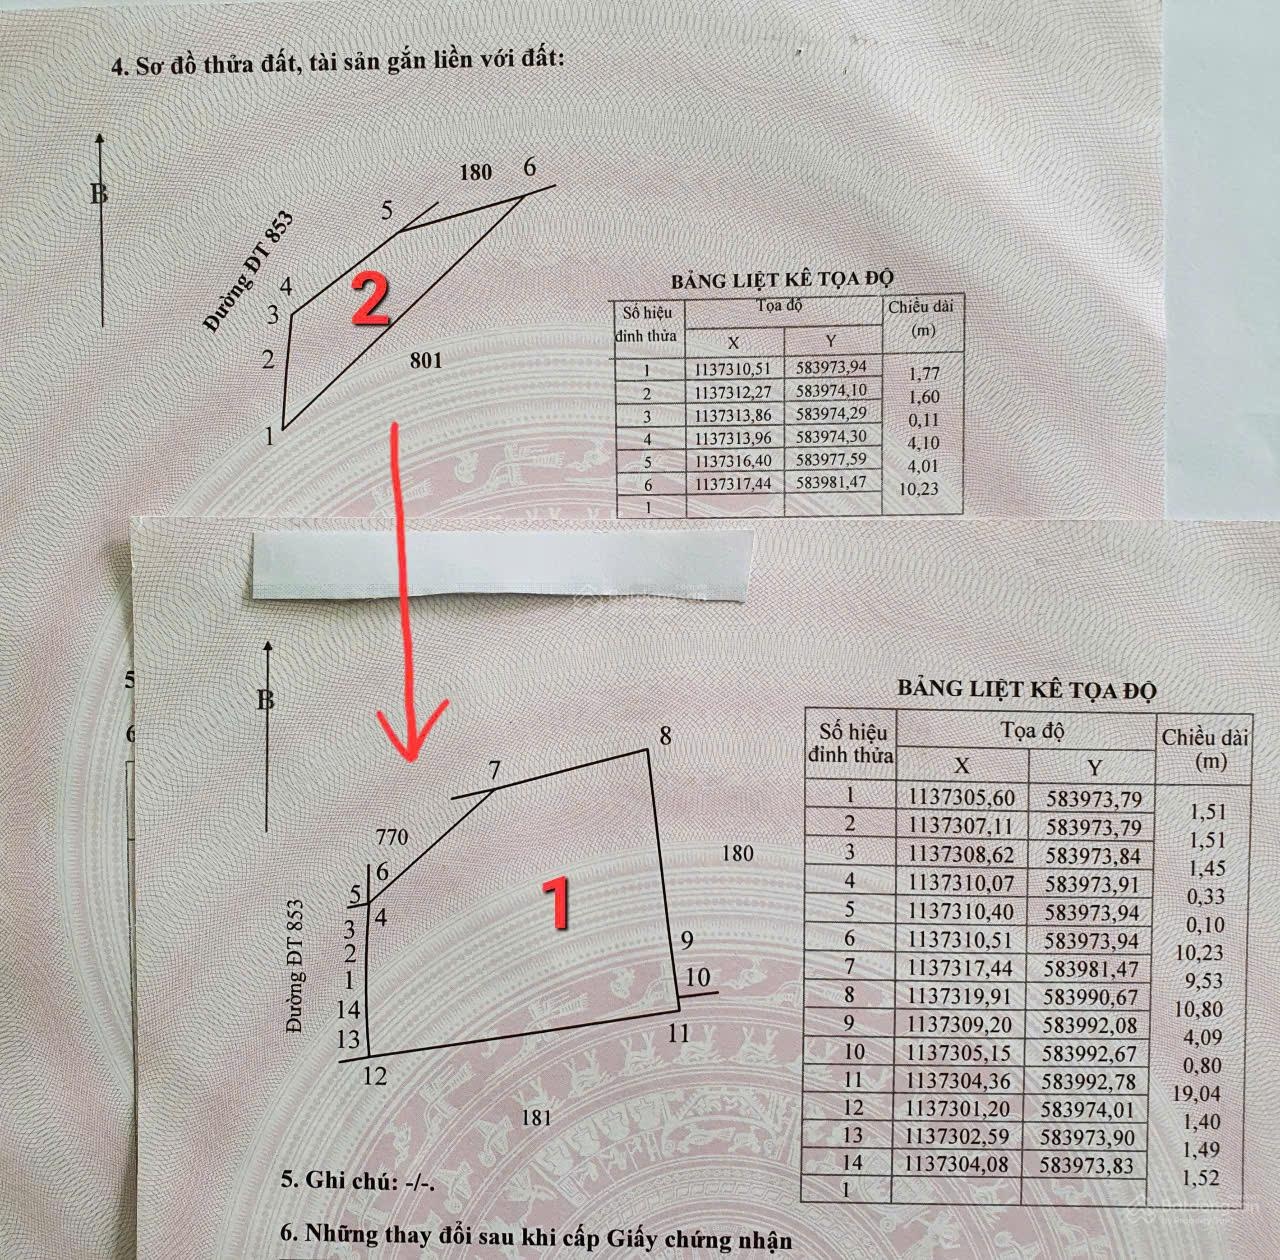 4. Sơ đồ thửa đất, tài sản gắn liền với đất:
B
Đường ĐT 853
180
6
5
4
3
2
1
2
801
BẢNG LIỆT KÊ TỌA ĐỘ
Số hiệu đỉnh thửa Tọa độ Chiều dài (m)
X Y
1 1137310,51 583973,94
1,77
2 1137312,27 583974,10
1,60
3 1137313,86 583974,29
0,11
4 1137313,96 583974,30
4,10
5 1137316,40 583977,59
4,01
6 1137317,44 583981,47
10,23
1
5
6
B
Đường ĐT 853
770
7
8
6
5
4
3
2
1
14
13
12
1
9
10
11
180
181
BẢNG LIỆT KÊ TỌA ĐỘ
Số hiệu đỉnh thửa Tọa độ Chiều dài (m)
X Y
1 1137305,60 583973,79
1,51
2 1137307,11 583973,79
1,51
3 1137308,62 583973,84
1,45
4 1137310,07 583973,91
0,33
5 1137310,40 583973,94
0,10
6 1137310,51 583973,94
10,23
7 1137317,44 583981,47
9,53
8 1137319,91 583990,67
10,80
9 1137309,20 583992,08
4,09
10 1137305,15 583992,67
0,80
11 1137304,36 583992,78
19,04
12 1137301,20 583974,01
1,40
13 1137302,59 583973,90
1,49
14 1137304,08 583973,83
1,52
1
5. Ghi chú: -/-.
6. Những thay đổi sau khi cấp Giấy chứng nhận